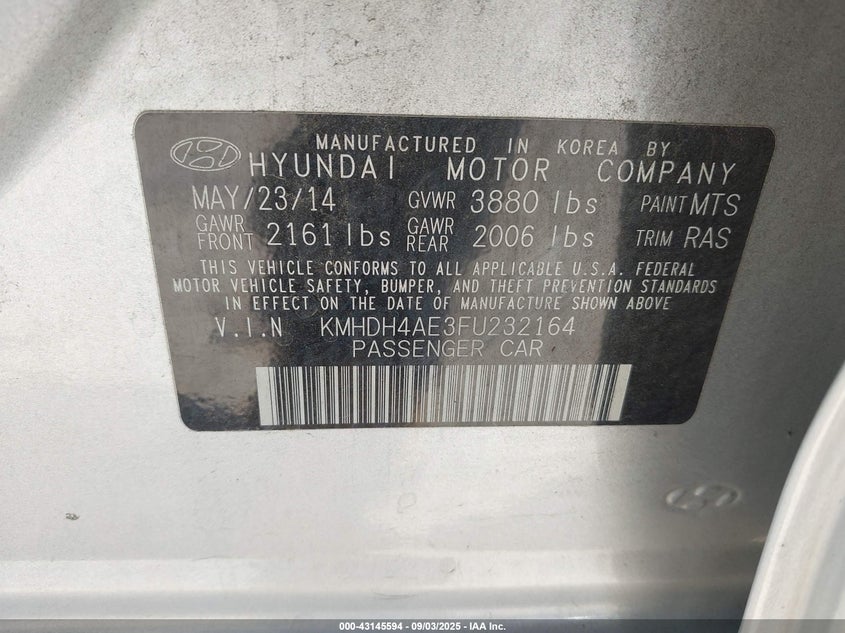 MANUFACTURED IN KOREA BY
HYUNDAI MOTOR COMPANY
MAY/23/14 GVWR 3880 lbs PAINT MTS
GAWR FRONT 2161 lbs GAWR REAR 2006 lbs TRIM RAS
THIS VEHICLE CONFORMS TO ALL APPLICABLE U.S.A. FEDERAL
MOTOR VEHICLE SAFETY, BUMPER, AND THEFT PREVENTION STANDARDS
IN EFFECT ON THE DATE OF MANUFACTURE SHOWN ABOVE
V.I.N KMHDH4AE3FU232164
PASSENGER CAR
000-43145594 - 09/03/2025 - IAA Inc.